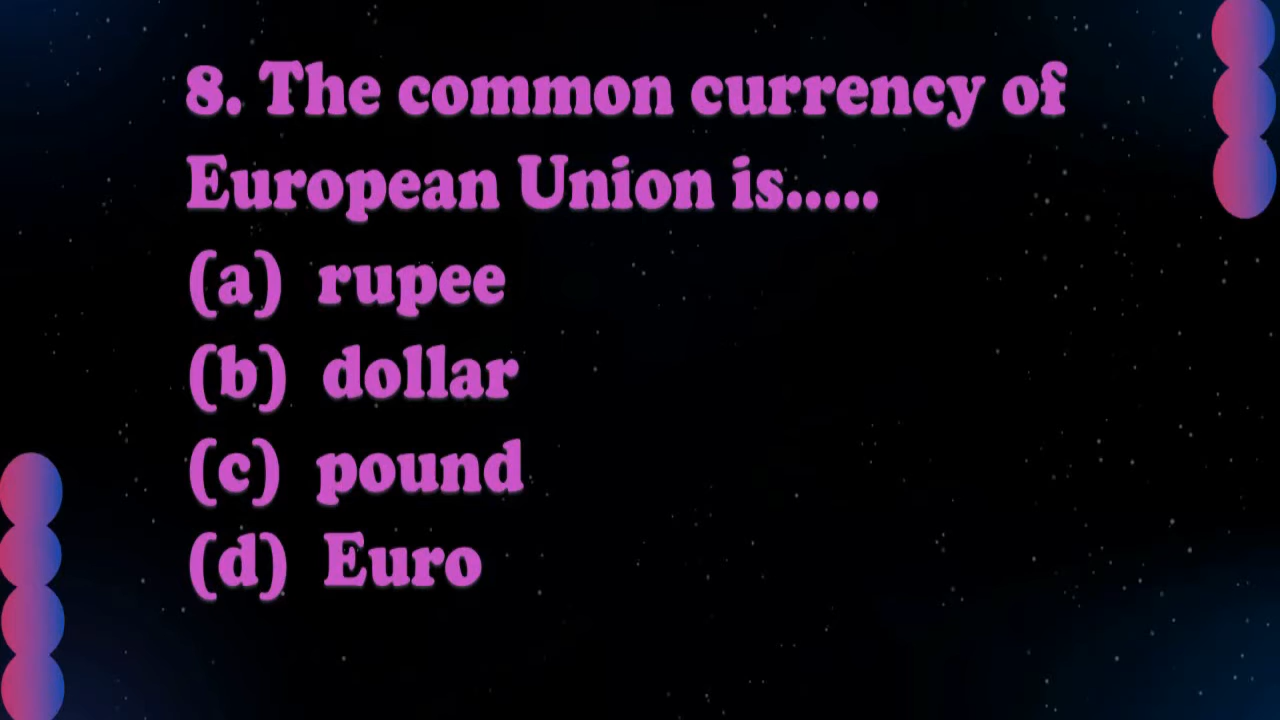 8. The common currency of
European Union is.....
(a) rupee
(b) dollar
(c) pound
(d) Euro